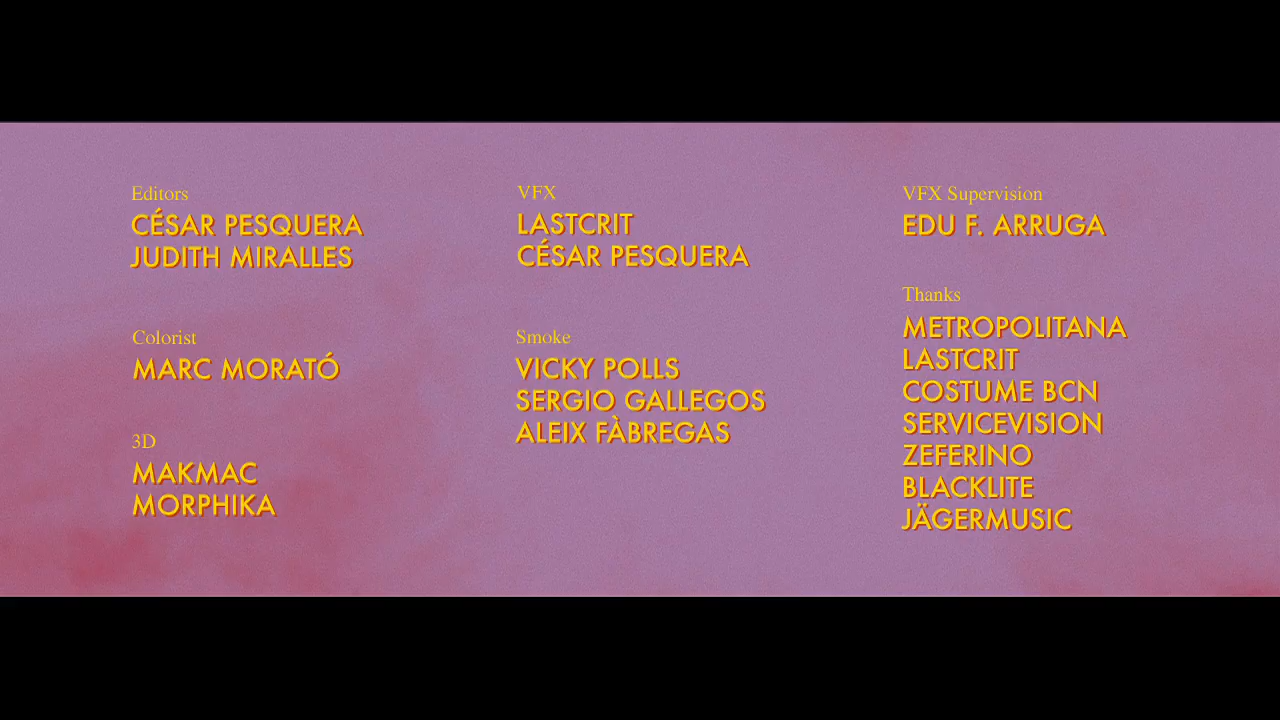 Editors
CÉSAR PESQUERA
JUDITH MIRALLES
Colorist
MARC MORATÓ
3D
MAKMAC
MORPHIKA
VFX
LASTCRIT
CÉSAR PESQUERA
Smoke
VICKY POLLS
SERGIO GALLEGOS
ALEIX FÀBREGAS
VFX Supervision
EDU F. ARRUGA
Thanks
METROPOLITANA
LASTCRIT
COSTUME BCN
SERVICEVISION
ZEFERINO
BLACKLITE
JÄGERMUSIC